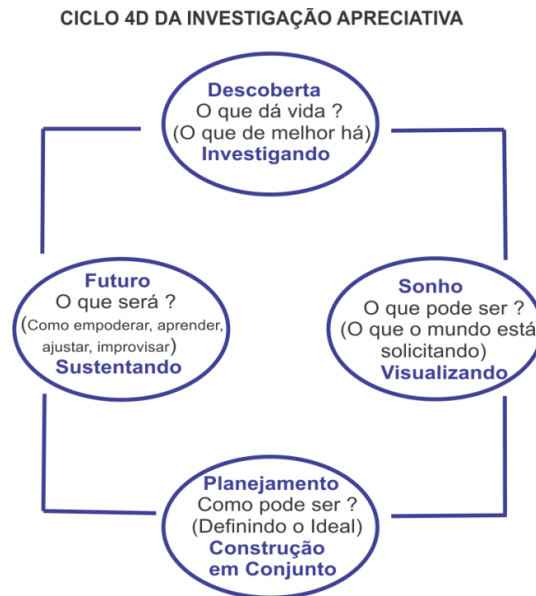 CICLO 4D DA INVESTIGAÇÃO APRECIATIVA
Descoberta
O que dá vida ?
(O que de melhor há)
Investigando
Futuro
O que será ?
(Como empoderar, aprender,
ajustar, improvisar)
Sustentando
Sonho
O que pode ser ?
(O que o mundo está
solicitando)
Visualizando
Planejamento
Como pode ser ?
(Definindo o Ideal)
Construção
em Conjunto